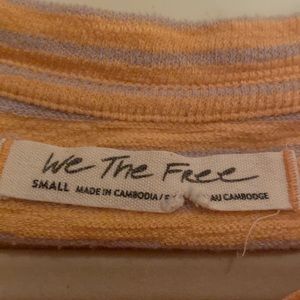 We The Free
SMALL MADE IN CAMBODIA/F AU CAMBODGE